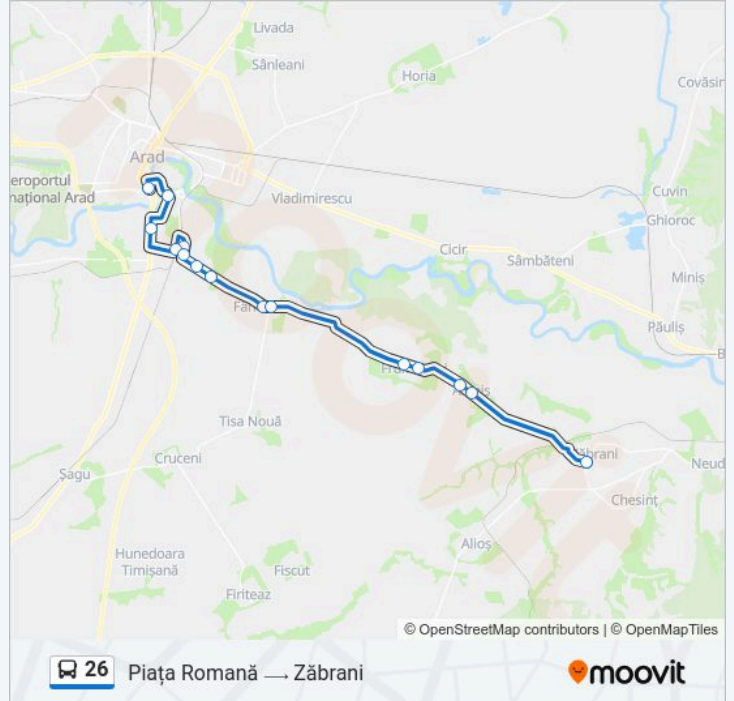 Livada
Sânleani
Horia
Covăsin
Arad
eroportul
național Arad
Vladimirescu
Cuvin
Ghioroc
Cicir
Sâmbăteni
Miniș
Păuliș
Tisa Nouă
Cruceni
Șagu
Zăbrani
Neud
Chesinț
Alioș
Hunedoara
Timișană
Fiscut
Firiteaz
© OpenStreetMap contributors | © OpenMapTiles
26 Piața Romană → Zăbrani
moovit